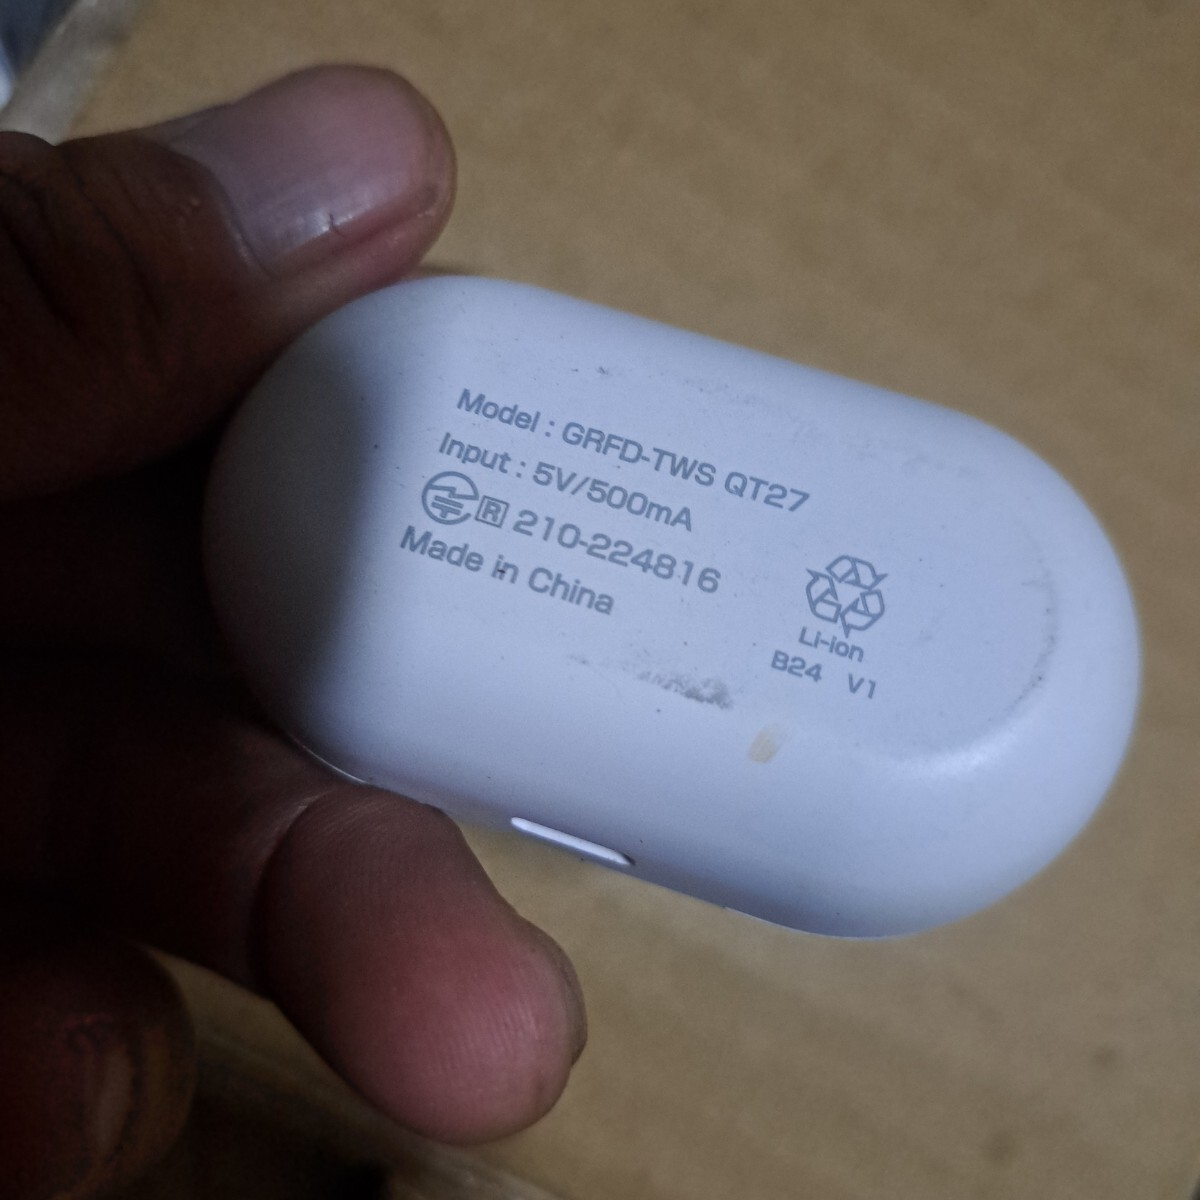 Model : GRFD-TWS QT27
Input : 5V/500mA
R 210-224816
Made in China
Li-ion
B24 V1